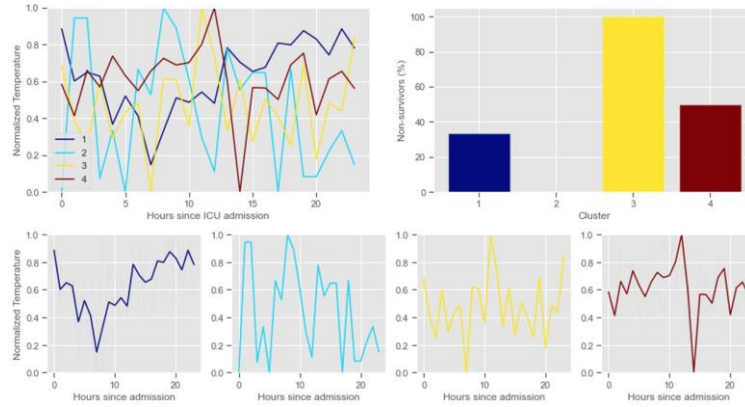 1.0
0.8
0.6
0.4
0.2
0.0
Normalized Temperature
1
2
3
4
0 5 10 15 20
Hours since ICU admission
100
80
60
40
20
0
Non-survivors (%)
1 2 3 4
Cluster
1.0
0.8
0.6
0.4
0.2
0.0
Normalized Temperature
0 10 20
Hours since admission
1.0
0.8
0.6
0.4
0.2
0.0
0 10 20
Hours since admission
1.0
0.8
0.6
0.4
0.2
0.0
0 10 20
Hours since admission
1.0
0.8
0.6
0.4
0.2
0.0
0 10 20
Hours since admission